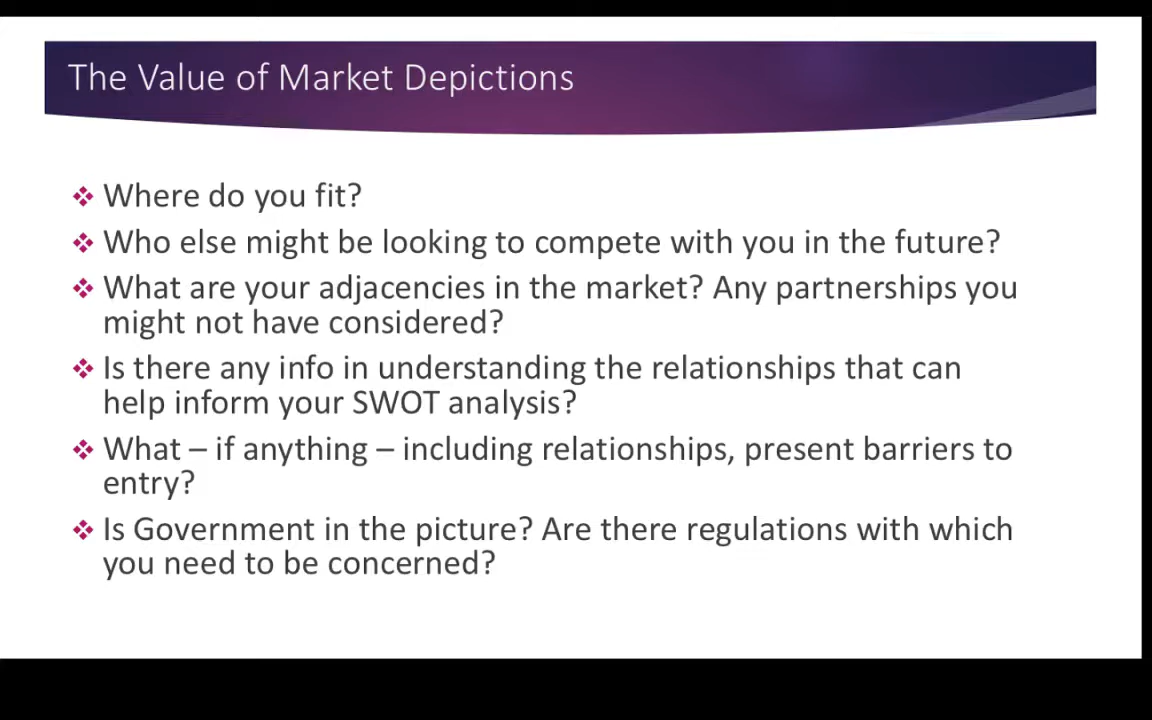 The Value of Market Depictions
❖ Where do you fit?
❖ Who else might be looking to compete with you in the future?
❖ What are your adjacencies in the market? Any partnerships you
might not have considered?
❖ Is there any info in understanding the relationships that can
help inform your SWOT analysis?
❖ What – if anything – including relationships, present barriers to
entry?
❖ Is Government in the picture? Are there regulations with which
you need to be concerned?